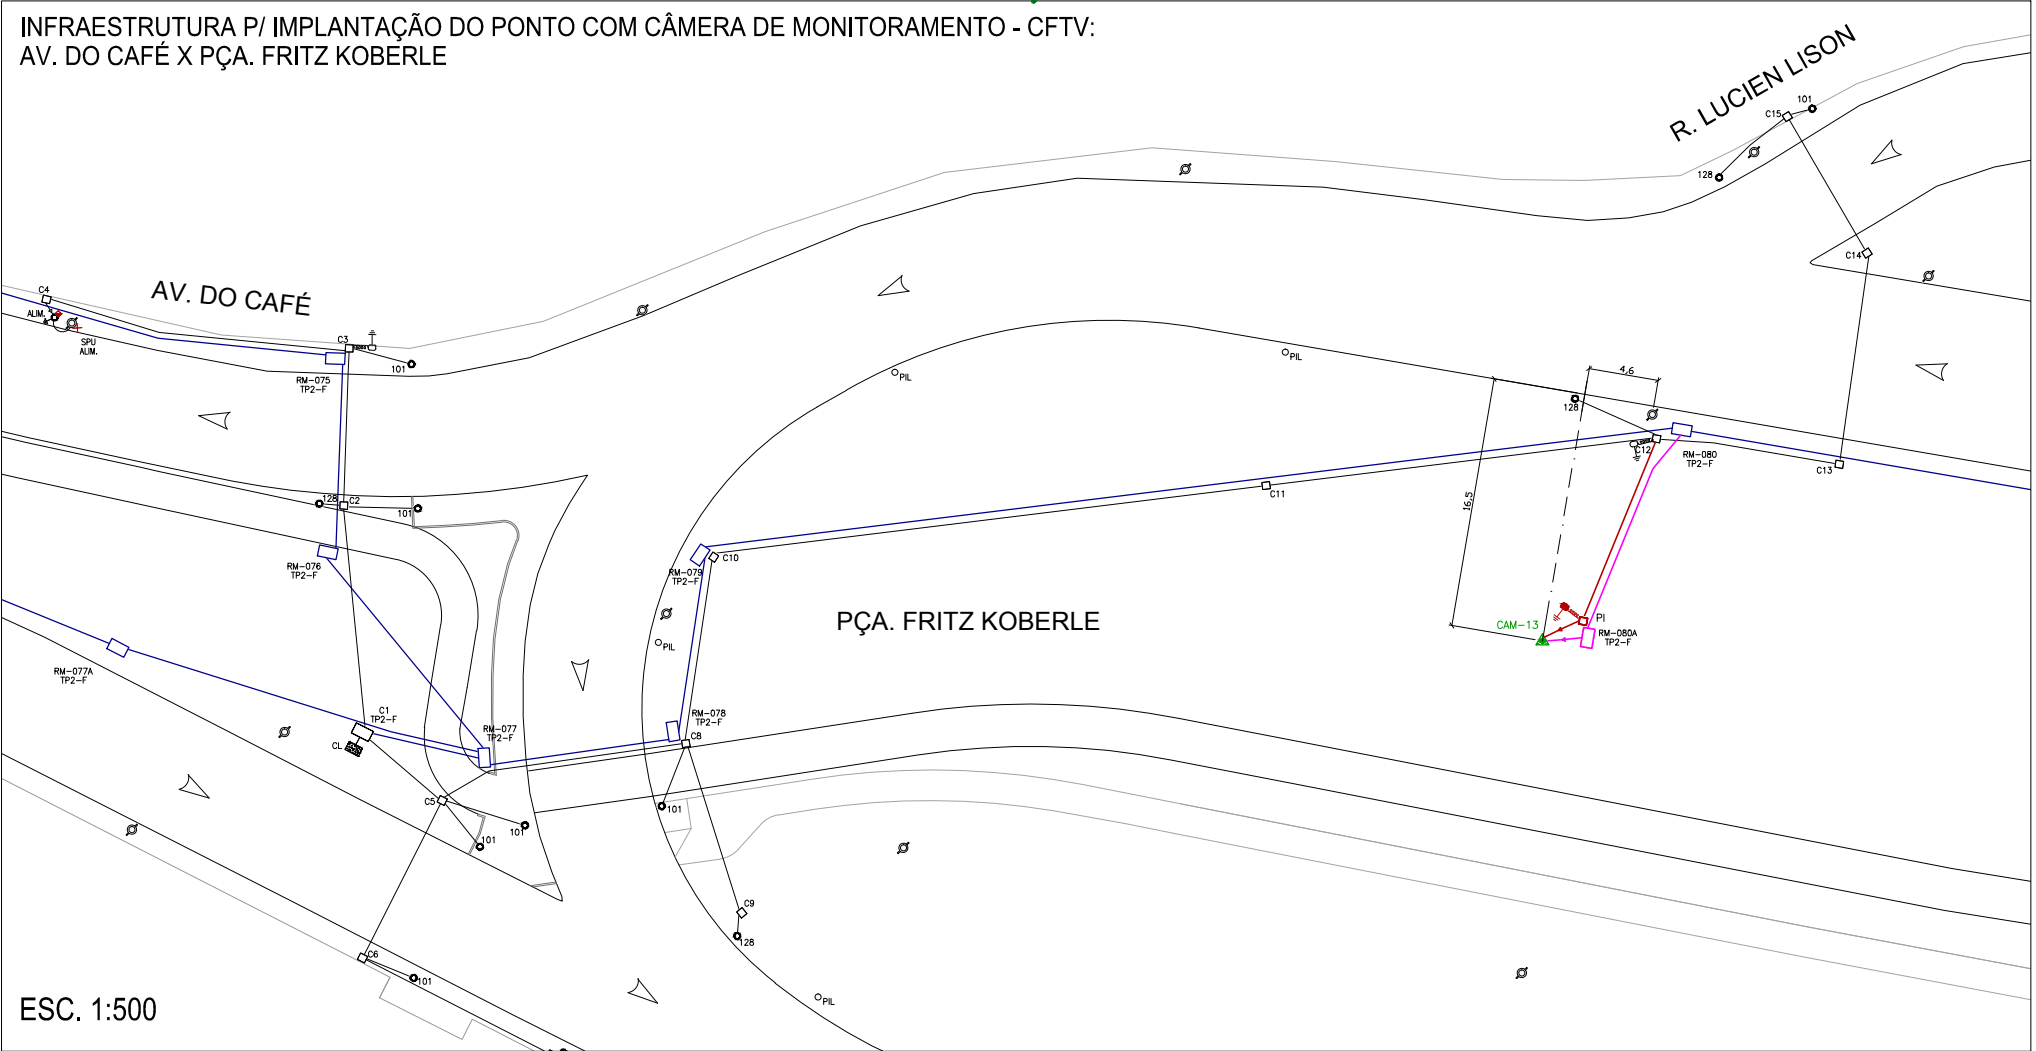 INFRAESTRUTURA P/ IMPLANTAÇÃO DO PONTO COM CÂMERA DE MONITORAMENTO - CFTV:
AV. DO CAFÉ X PÇA. FRITZ KOBERLE
R. LUCIEN LISON
C15
101
128
C14
C4
AV. DO CAFÉ
ALIM.
SPU
ALIM.
C3
101
RM-075
TP2-F
PIL
PIL
4,6
128
C12
RM-080
TP2-F
C13
C11
16,5
128
C2
101
RM-076
TP2-F
C10
RM-079
TP2-F
PÇA. FRITZ KOBERLE
CAM-13
PI
RM-080A
TP2-F
PIL
RM-077A
TP2-F
C1
TP2-F
CL
RM-077
TP2-F
RM-078
TP2-F
C8
C5
101
101
101
C9
128
C6
101
PIL
ESC. 1:500